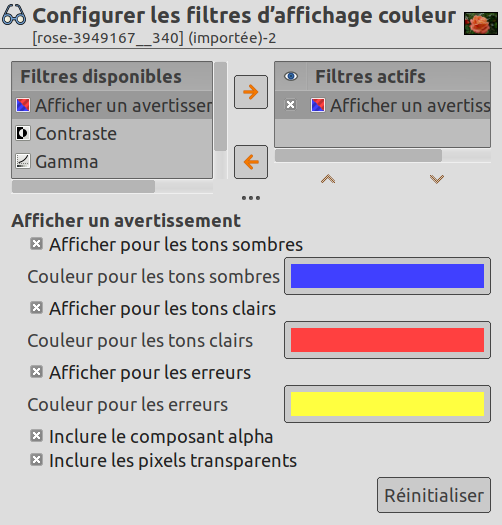 Configurer les filtres d’affichage couleur
[rose-3949167__340] (importée)-2
Filtres disponibles
Afficher un avertisser
Contraste
Gamma
Filtres actifs
Afficher un avertiss
Afficher un avertissement
Afficher pour les tons sombres
Couleur pour les tons sombres
Afficher pour les tons clairs
Couleur pour les tons clairs
Afficher pour les erreurs
Couleur pour les erreurs
Inclure le composant alpha
Inclure les pixels transparents
Réinitialiser